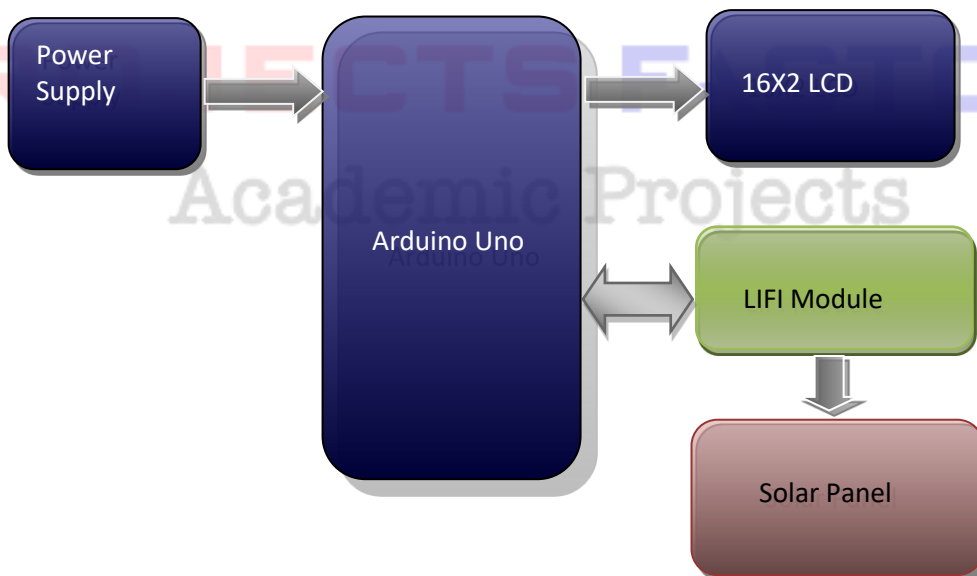 Power
Supply
16X2 LCD
Academic Projects
Arduino Uno
LIFI Module
Solar Panel